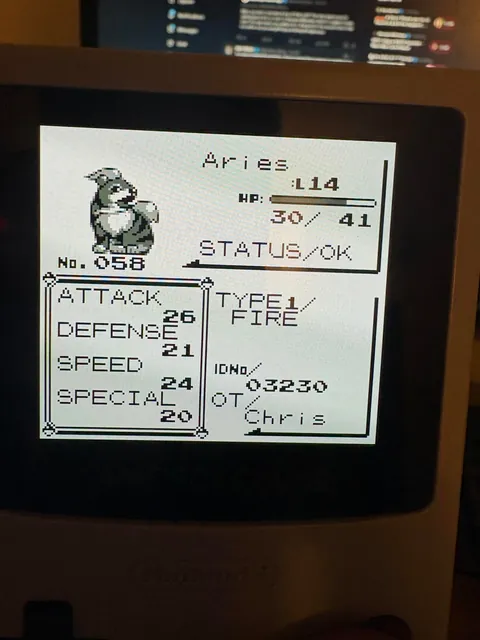 Aries
:L14
HP:
30/ 41
STATUS/OK
No. 058
ATTACK
26
DEFENSE
21
SPEED
24
SPECIAL
20
TYPE1/
FIRE
IDNo/
03230
OT/
Chris